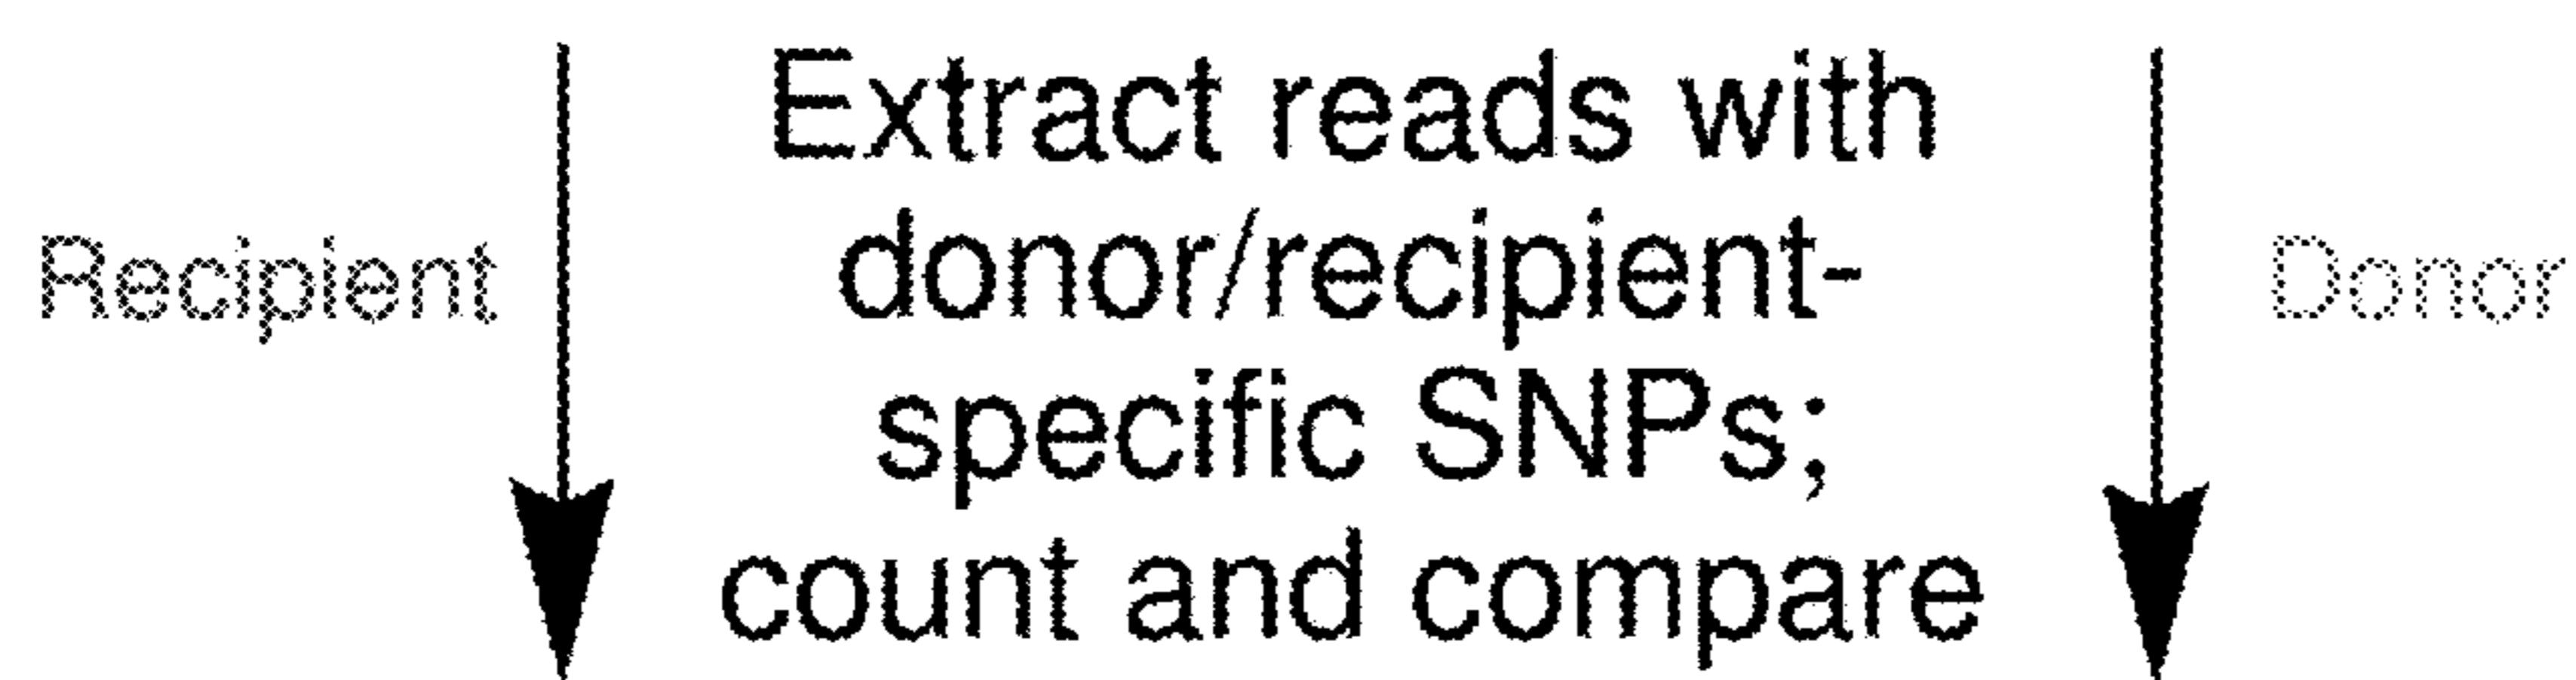 Extract reads with
donor/recipient-
specific SNPs;
count and compare
Recipient
Donor